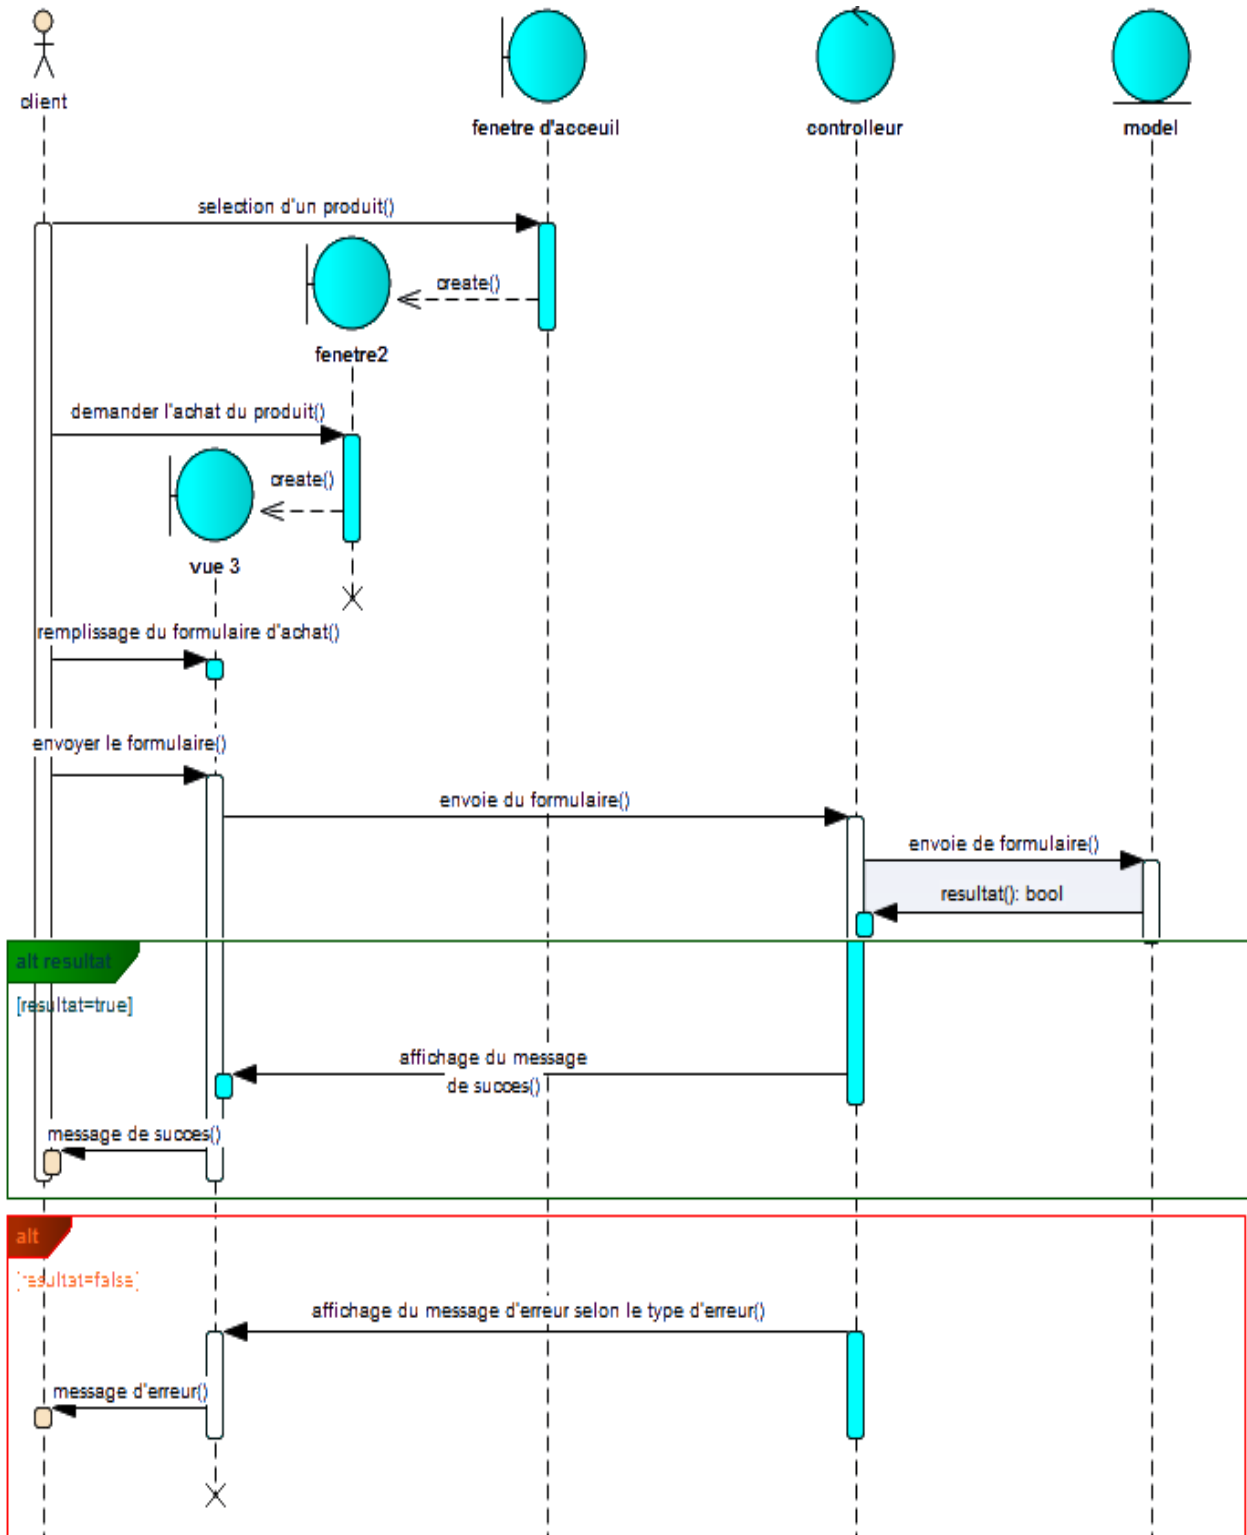 client
fenetre d'acceuil
controlleur
model
selection d'un produit()
create()
fenetre2
demander l'achat du produit()
create()
vue 3
remplissage du formulaire d'achat()
envoyer le formulaire()
envoie du formulaire()
envoie de formulaire()
resultat(): bool
alt resultat
[resultat=true]
affichage du message
de succes()
message de succes()
alt
[resultat=false]
affichage du message d'erreur selon le type d'erreur()
message d'erreur()